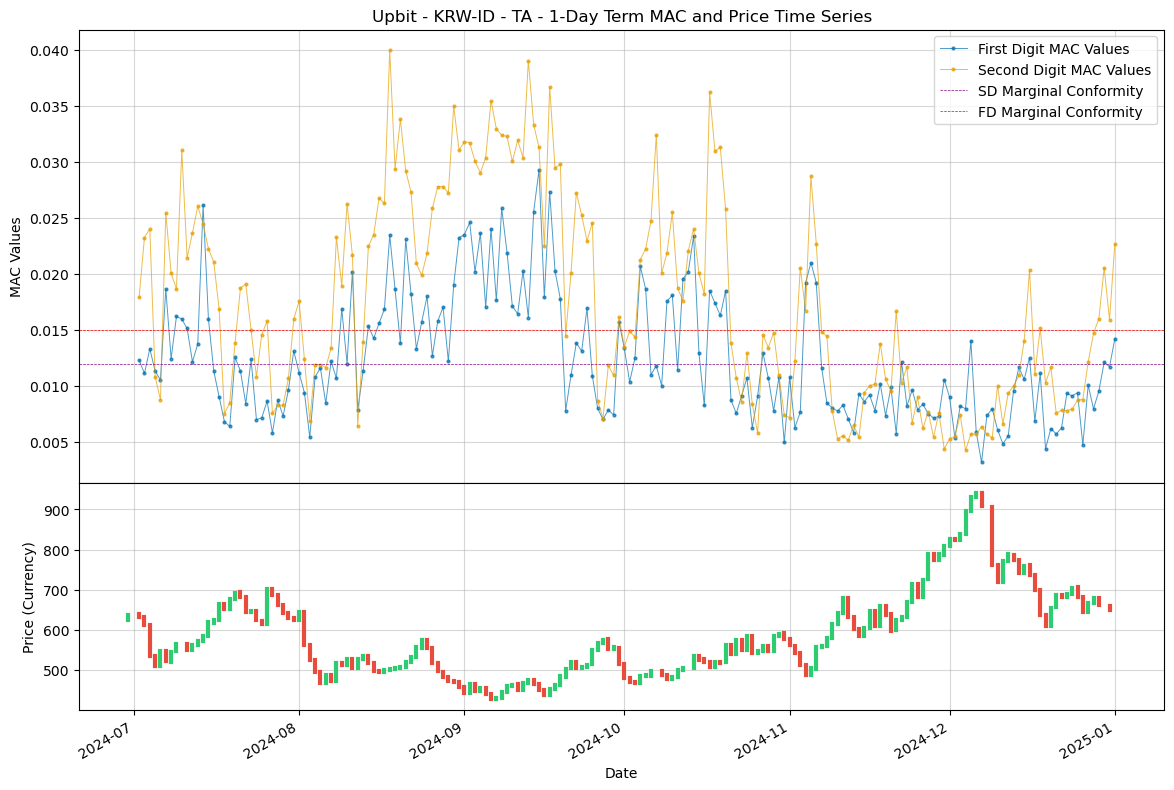 Upbit - KRW-ID - TA - 1-Day Term MAC and Price Time Series
First Digit MAC Values
Second Digit MAC Values
SD Marginal Conformity
FD Marginal Conformity
MAC Values
0.040
0.035
0.030
0.025
0.020
0.015
0.010
0.005
Price (Currency)
900
800
700
600
500
2024-07
2024-08
2024-09
2024-10
2024-11
2024-12
2025-01
Date